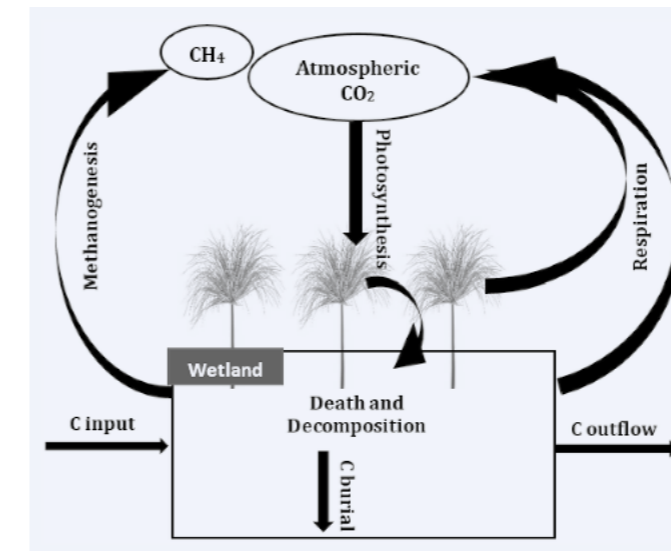 CH₄
Atmospheric
CO₂
Photosynthesis
Methanogenesis
Respiration
Wetland
Death and
Decomposition
C input
C outflow
C burial